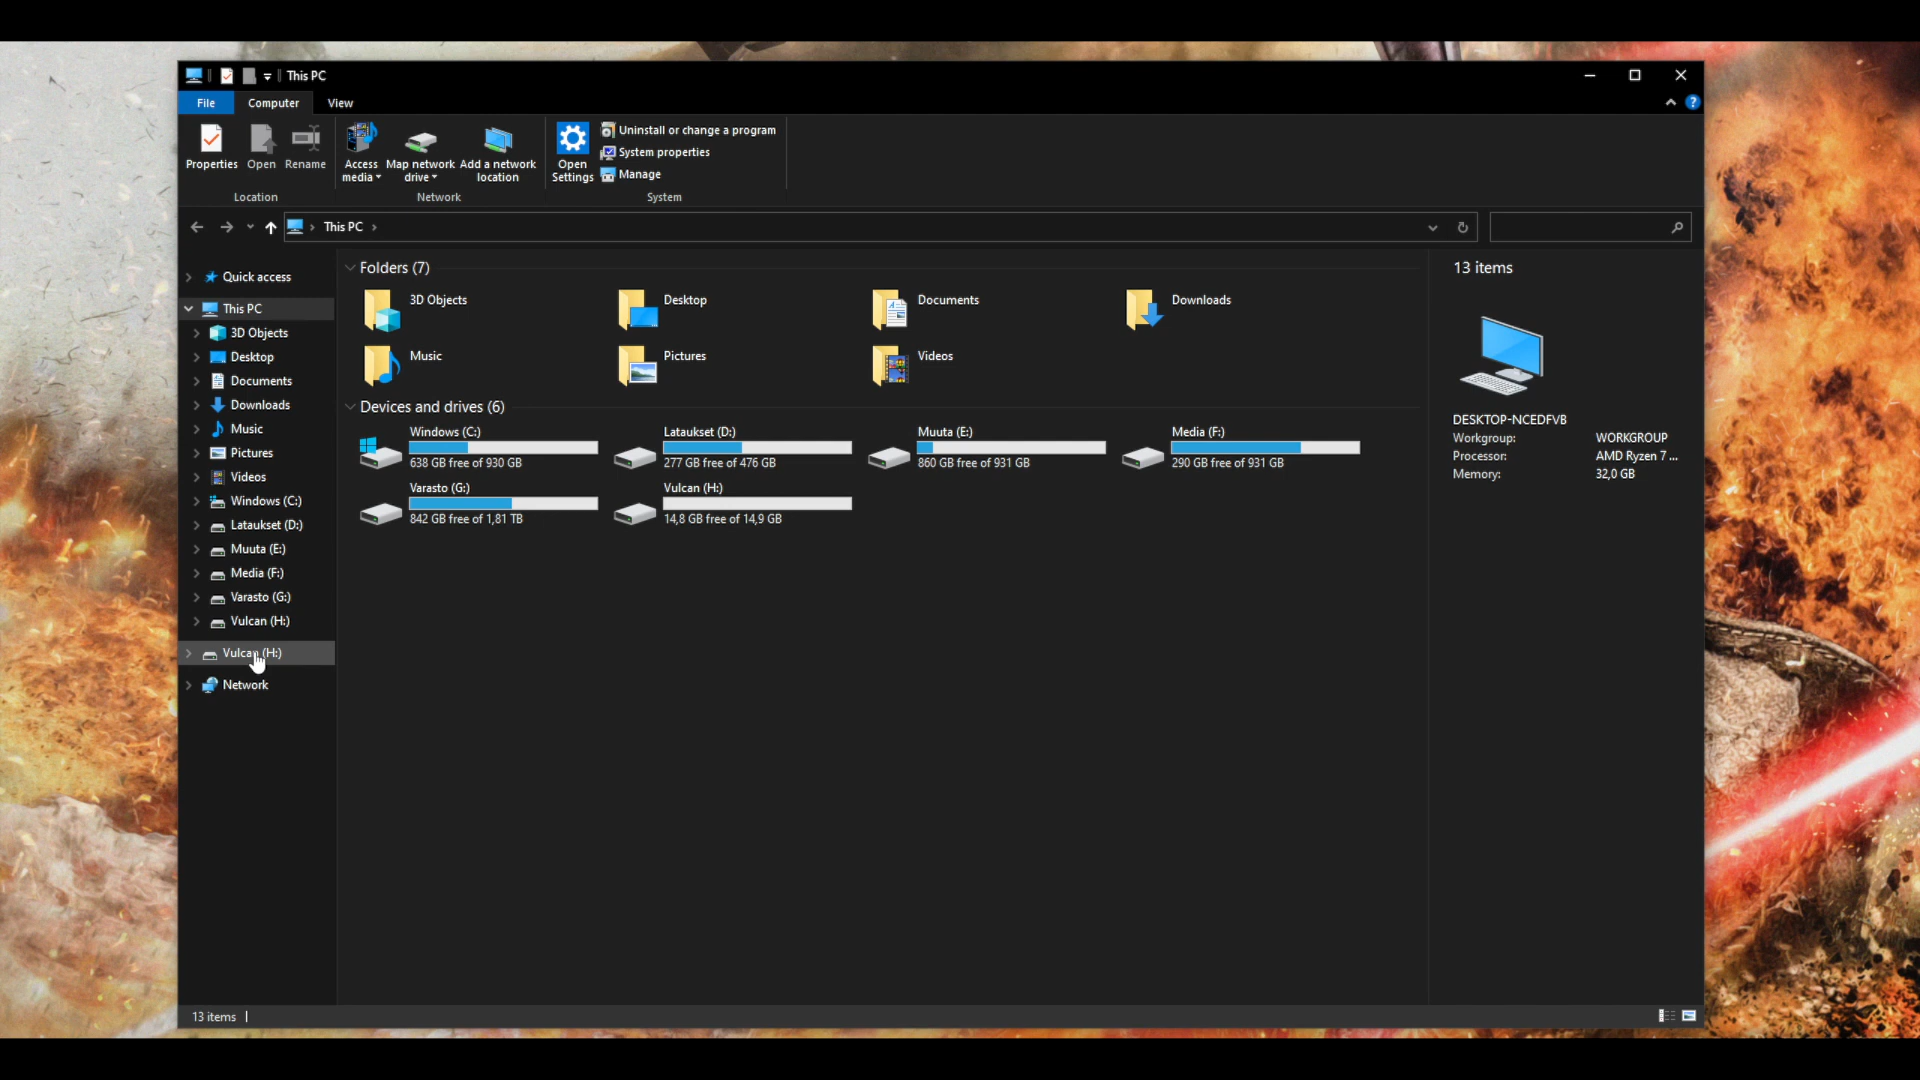 This PC
File Computer View
Properties Open Rename
Location
Access media Map network drive Add a network location
Network
Open Settings
Uninstall or change a program
System properties
Manage
System
This PC
Quick access
This PC
3D Objects
Desktop
Documents
Downloads
Music
Pictures
Videos
Windows (C:)
Lataukset (D:)
Muuta (E:)
Media (F:)
Varasto (G:)
Vulcan (H:)
Vulcan (H:)
Network
Folders (7)
3D Objects
Desktop
Documents
Downloads
Music
Pictures
Videos
Devices and drives (6)
Windows (C:)
638 GB free of 930 GB
Lataukset (D:)
277 GB free of 476 GB
Muuta (E:)
860 GB free of 931 GB
Media (F:)
290 GB free of 931 GB
Varasto (G:)
842 GB free of 1,81 TB
Vulcan (H:)
14,8 GB free of 14,9 GB
13 items
DESKTOP-NCEDFVB
Workgroup: WORKGROUP
Processor: AMD Ryzen 7 ...
Memory: 32,0 GB
13 items